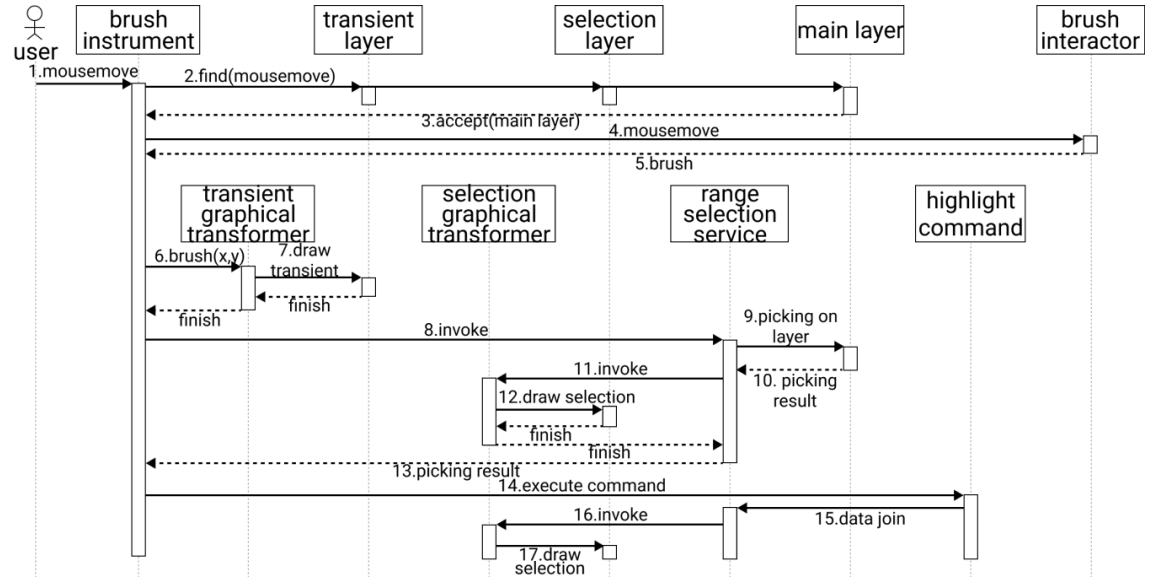 user
brush
instrument
transient
layer
selection
layer
main layer
brush
interactor
1.mousemove
2.find(mousemove)
3.accept(main layer)
4.mousemove
5.brush
transient
graphical
transformer
selection
graphical
transformer
range
selection
service
highlight
command
6.brush(x,y)
7.draw
transient
finish
finish
8.invoke
9.picking on
layer
10. picking
result
11.invoke
12.draw selection
finish
finish
13.picking result
14.execute command
15.data join
16.invoke
17.draw
selection